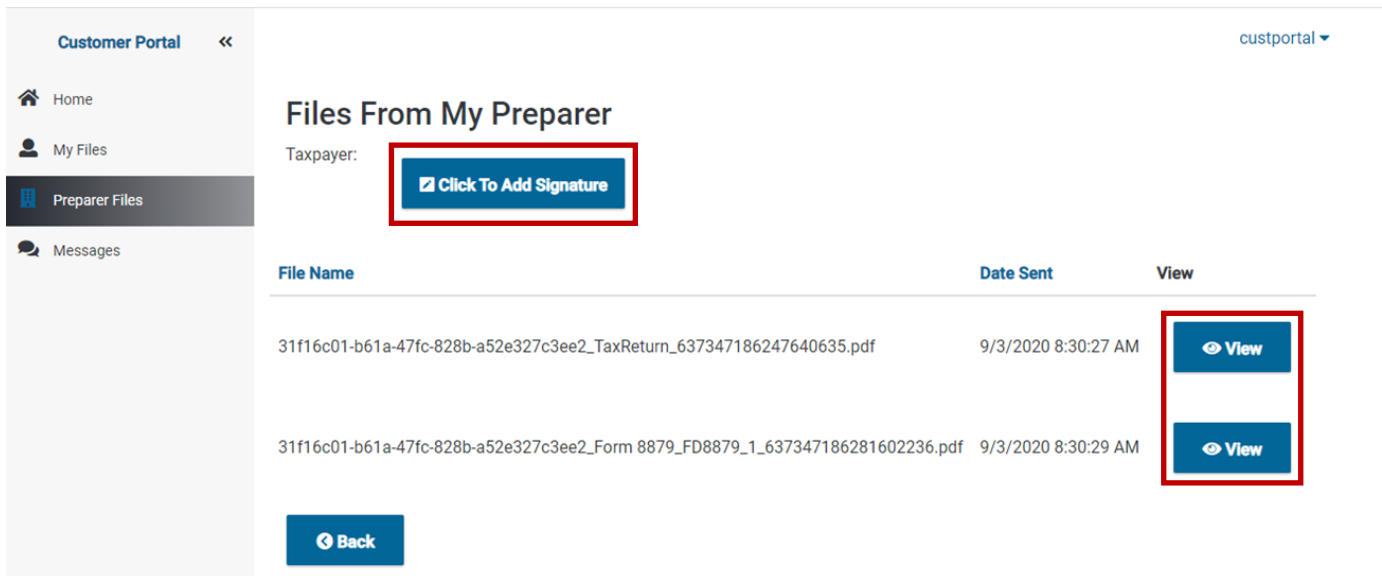 Customer Portal
custportal
Home
My Files
Preparer Files
Messages
Files From My Preparer
Taxpayer:
Click To Add Signature
File Name Date Sent View
31f16c01-b61a-47fc-828b-a52e327c3ee2_TaxReturn_637347186247640635.pdf 9/3/2020 8:30:27 AM View
31f16c01-b61a-47fc-828b-a52e327c3ee2_Form 8879_FD8879_1_637347186281602236.pdf 9/3/2020 8:30:29 AM View
Back